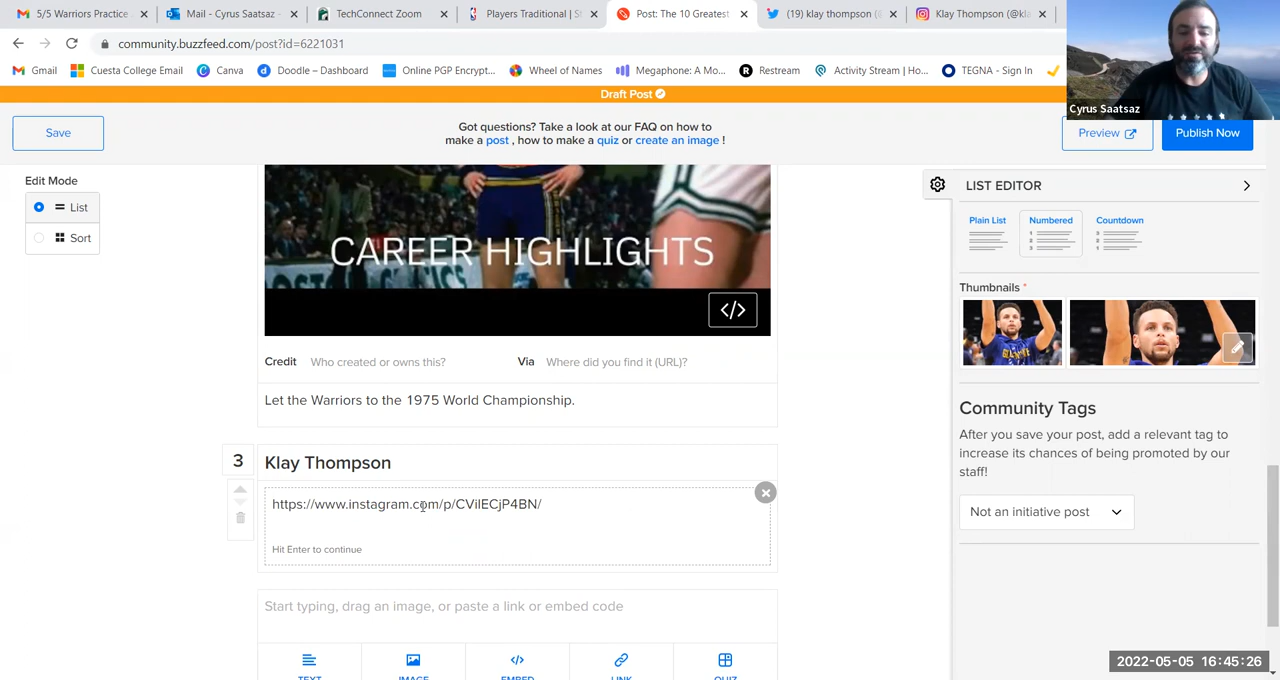 5/5 Warriors Practice
Mail - Cyrus Saatsaz -
TechConnect Zoom
Players Traditional | St
Post: The 10 Greatest
(19) klay thompson (
Klay Thompson (@kla
community.buzzfeed.com/post?id=6221031
Gmail
Cuesta College Email
Canva
Doodle – Dashboard
Online PGP Encrypt...
Wheel of Names
Megaphone: A Mo...
Restream
Activity Stream | Ho...
TEGNA - Sign In
Cyrus Saatsaz
Draft Post
Save
Got questions? Take a look at our FAQ on how to
make a post , how to make a quiz or create an image !
Preview
Publish Now
Edit Mode
List
Sort
CAREER HIGHLIGHTS
</>
Credit Who created or owns this? Via Where did you find it (URL)?
Let the Warriors to the 1975 World Championship.
3 Klay Thompson
https://www.instagram.com/p/CVilECjP4BN/
Hit Enter to continue
Start typing, drag an image, or paste a link or embed code
TEXT
IMAGE
EMBED
LINK
QUIZ
LIST EDITOR
Plain List
Numbered
Countdown
Thumbnails *
Community Tags
After you save your post, add a relevant tag to
increase its chances of being promoted by our
staff!
Not an initiative post
2022-05-05 16:45:26